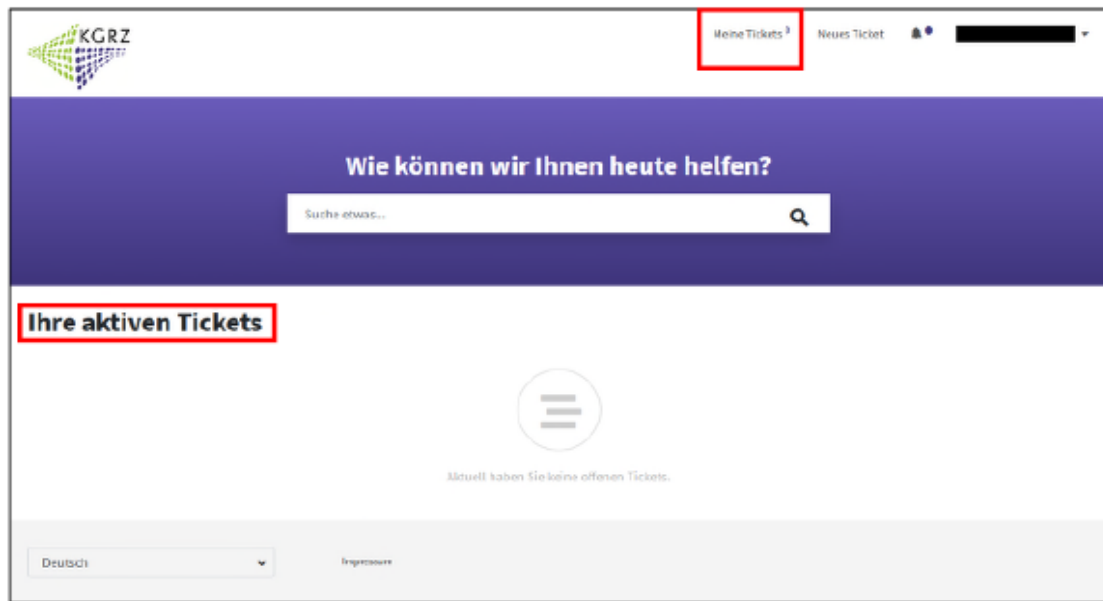 KGRZ
Meine Tickets
Neues Ticket
Wie können wir Ihnen heute helfen?
Suche etwas...
Ihre aktiven Tickets
Aktuell haben Sie keine offenen Tickets.
Deutsch
Impressum